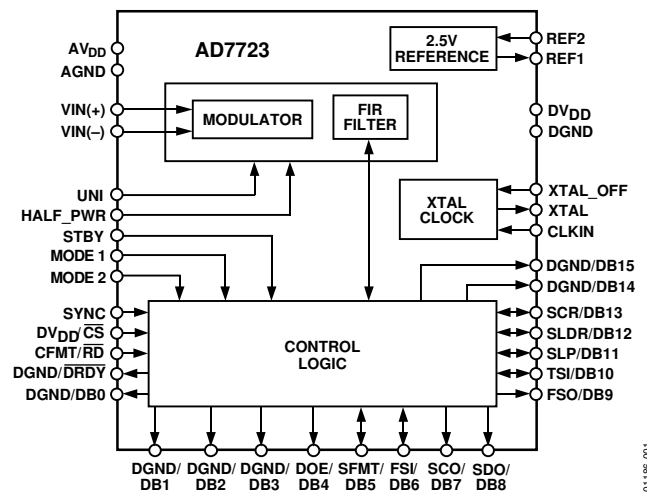 AD7723
AVDD
AGND
VIN(+)
VIN(–)
UNI
HALF_PWR
STBY
MODE 1
MODE 2
SYNC
DVDD/CS
CFMT/RD
DGND/DRDY
DGND/DB0
2.5V
REFERENCE
MODULATOR
FIR
FILTER
XTAL
CLOCK
CONTROL
LOGIC
REF2
REF1
DVDD
DGND
XTAL_OFF
XTAL
CLKIN
DGND/DB15
DGND/DB14
SCR/DB13
SLDR/DB12
SLP/DB11
TSI/DB10
FSO/DB9
DGND/
DB1
DGND/
DB2
DGND/
DB3
DOE/
DB4
SFMT/
DB5
FSI/
DB6
SCO/
DB7
SDO/
DB8
01186-001